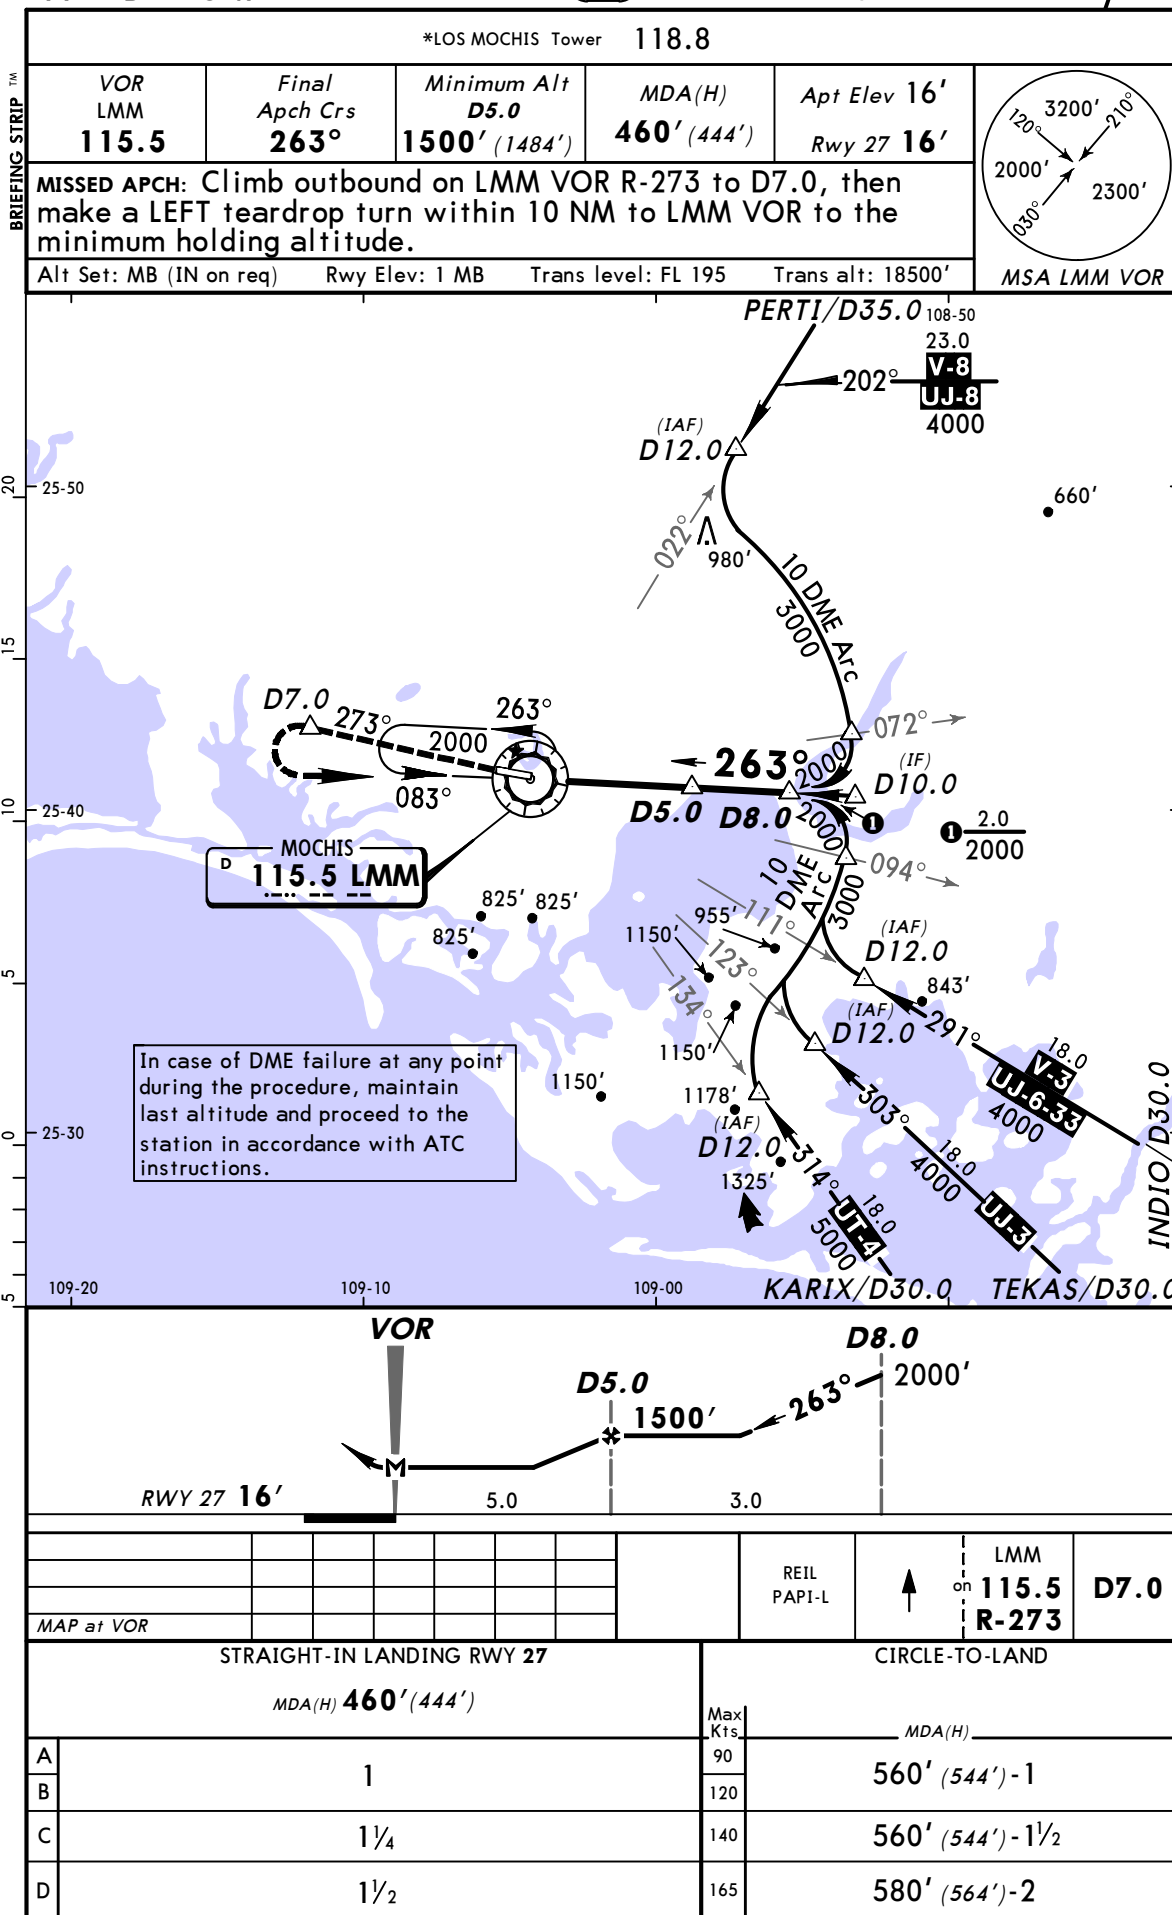 *LOS MOCHIS Tower 118.8
BRIEFING STRIP ™
VOR
LMM
115.5
Final
Apch Crs
263°
Minimum Alt
D5.0
1500' (1484')
MDA(H)
460' (444')
Apt Elev 16'
Rwy 27 16'
MISSED APCH: Climb outbound on LMM VOR R-273 to D7.0, then
make a LEFT teardrop turn within 10 NM to LMM VOR to the
minimum holding altitude.
Alt Set: MB (IN on req) Rwy Elev: 1 MB Trans level: FL 195 Trans alt: 18500'
120°
3200'
210°
2000'
2300'
030°
MSA LMM VOR
PERTI/D35.0
108-50
23.0
V-8
202°
UJ-8
4000
(IAF)
D12.0
20
25-50
660'
022°
980'
10 DME Arc
3000
15
D7.0
273°
263°
2000
083°
263°
2000
072°
(IF)
D10.0
D5.0
D8.0
2000
1
1
2.0
2000
10
25-40
MOCHIS
D 115.5 LMM
10
DME
Arc
3000
094°
825'
825'
825'
955'
111°
1150'
123°
134°
(IAF)
D12.0
843'
291°
5
(IAF)
D12.0
18.0
V-3
UJ-6-33
4000
INDIO/D30.0
1150'
1150'
1178'
In case of DME failure at any point
during the procedure, maintain
last altitude and proceed to the
station in accordance with ATC
instructions.
(IAF)
D12.0
303°
18.0
4000
UJ-3
0
25-30
1325'
314°
18.0
UT-4
5000
5
109-20
109-10
109-00
KARIX/D30.0
TEKAS/D30.0
VOR
D8.0
D5.0
263°
2000'
1500'
M
RWY 27 16'
5.0
3.0
MAP at VOR
REIL
PAPI-L
on
LMM
115.5
R-273
D7.0
STRAIGHT-IN LANDING RWY 27
CIRCLE-TO-LAND
MDA(H) 460' (444')
Max
Kts
MDA(H)
A
1
90
560' (544')-1
B
120
C
1¼
140
560' (544')-1½
D
1½
165
580' (564')-2